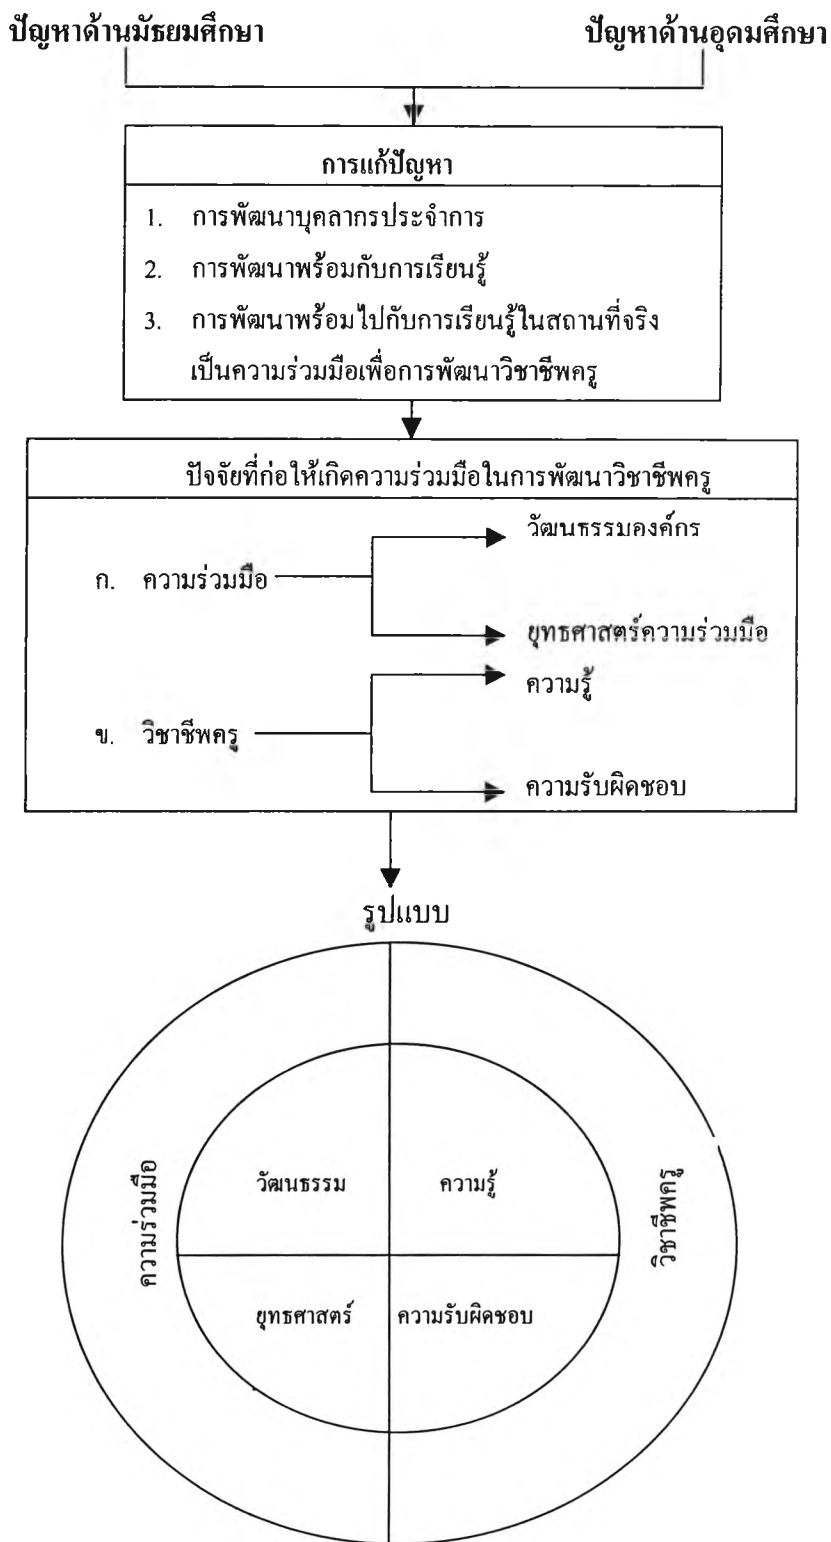 ปัญหาด้านมัธยมศึกษา
ปัญหาด้านอุดมศึกษา
การแก้ปัญหา
1. การพัฒนาบุคลากรประจำการ
2. การพัฒนาพร้อมกับการเรียนรู้
3. การพัฒนาพร้อมไปกับการเรียนรู้ในสถานที่จริง
เป็นความร่วมมือเพื่อการพัฒนาวิชาชีพครู
ปัจจัยที่ก่อให้เกิดความร่วมมือในการพัฒนาวิชาชีพครู
วัฒนธรรมองค์กร
ก. ความร่วมมือ
ยุทธศาสตร์ความร่วมมือ
ความรู้
ข. วิชาชีพครู
ความรับผิดชอบ
รูปแบบ
ความร่วมมือ
วัฒนธรรม
ความรู้
วิชาชีพครู
ยุทธศาสตร์
ความรับผิดชอบ